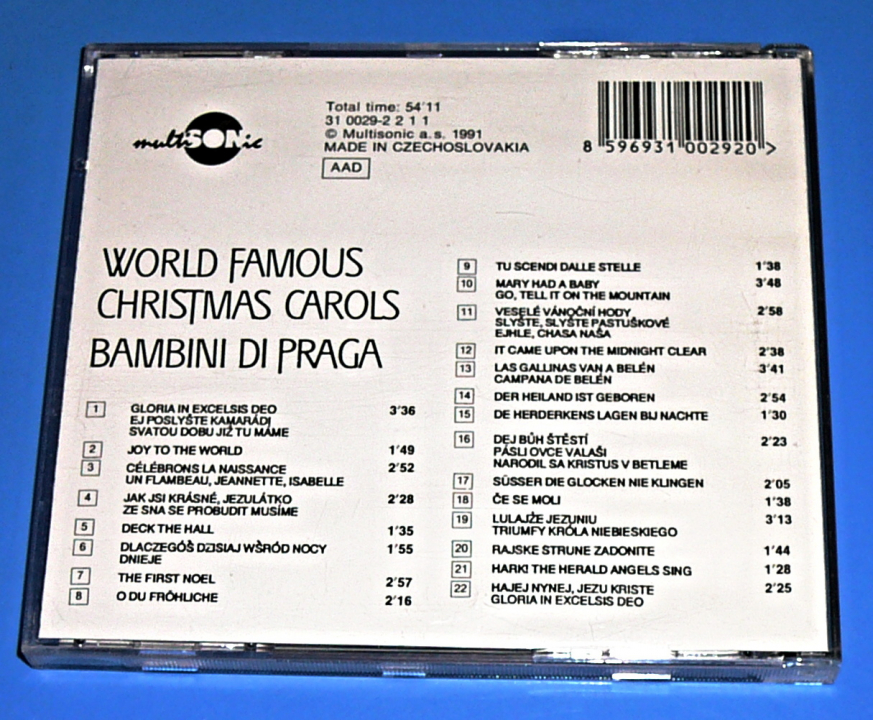 multiSONic
Total time: 54'11
31 0029-2 2 1 1
© Multisonic a. s. 1991
MADE IN CZECHOSLOVAKIA
AAD
8 596931 002920 >
WORLD FAMOUS
CHRISTMAS CAROLS
BAMBINI DI PRAGA
1 GLORIA IN EXCELSIS DEO 3'36
EJ POSLYŠTE KAMARÁDI
SVATOU DOBU JIŽ TU MÁME
2 JOY TO THE WORLD 1'49
3 CÉLÉBRONS LA NAISSANCE 2'52
UN FLAMBEAU, JEANNETTE, ISABELLE
4 JAK JSI KRÁSNÉ, JEZULÁTKO 2'28
ZE SNA SE PROBUDIT MUSÍME
5 DECK THE HALL 1'35
6 DLACZEGÓŚ DZISIAJ WŚRÓD NOCY 1'55
DNIEJE
7 THE FIRST NOEL 2'57
8 O DU FRÖHLICHE 2'16
9 TU SCENDI DALLE STELLE 1'38
10 MARY HAD A BABY 3'48
GO, TELL IT ON THE MOUNTAIN
11 VESELÉ VÁNOČNÍ HODY 2'58
SLYŠTE, SLYŠTE PASTUŠKOVÉ
EJHLE, CHASA NAŠA
12 IT CAME UPON THE MIDNIGHT CLEAR 2'38
13 LAS GALLINAS VAN A BELÉN 3'41
CAMPANA DE BELÉN
14 DER HEILAND IST GEBOREN 2'54
15 DE HERDERKENS LAGEN BIJ NACHTE 1'30
16 DEJ BŮH ŠTĚSTÍ 2'23
PÁSLI OVCE VALAŠI
NARODIL SA KRISTUS V BETLEME
17 SÜSSER DIE GLOCKEN NIE KLINGEN 2'05
18 ČE SE MOLI 1'38
19 LULAJŻE JEZUNIU 3'13
TRIUMFY KRÓLA NIEBIESKIEGO
20 RAJSKE STRUNE ZADONITE 1'44
21 HARK! THE HERALD ANGELS SING 1'28
22 HAJEJ NYNEJ, JEZU KRISTE 2'25
GLORIA IN EXCELSIS DEO